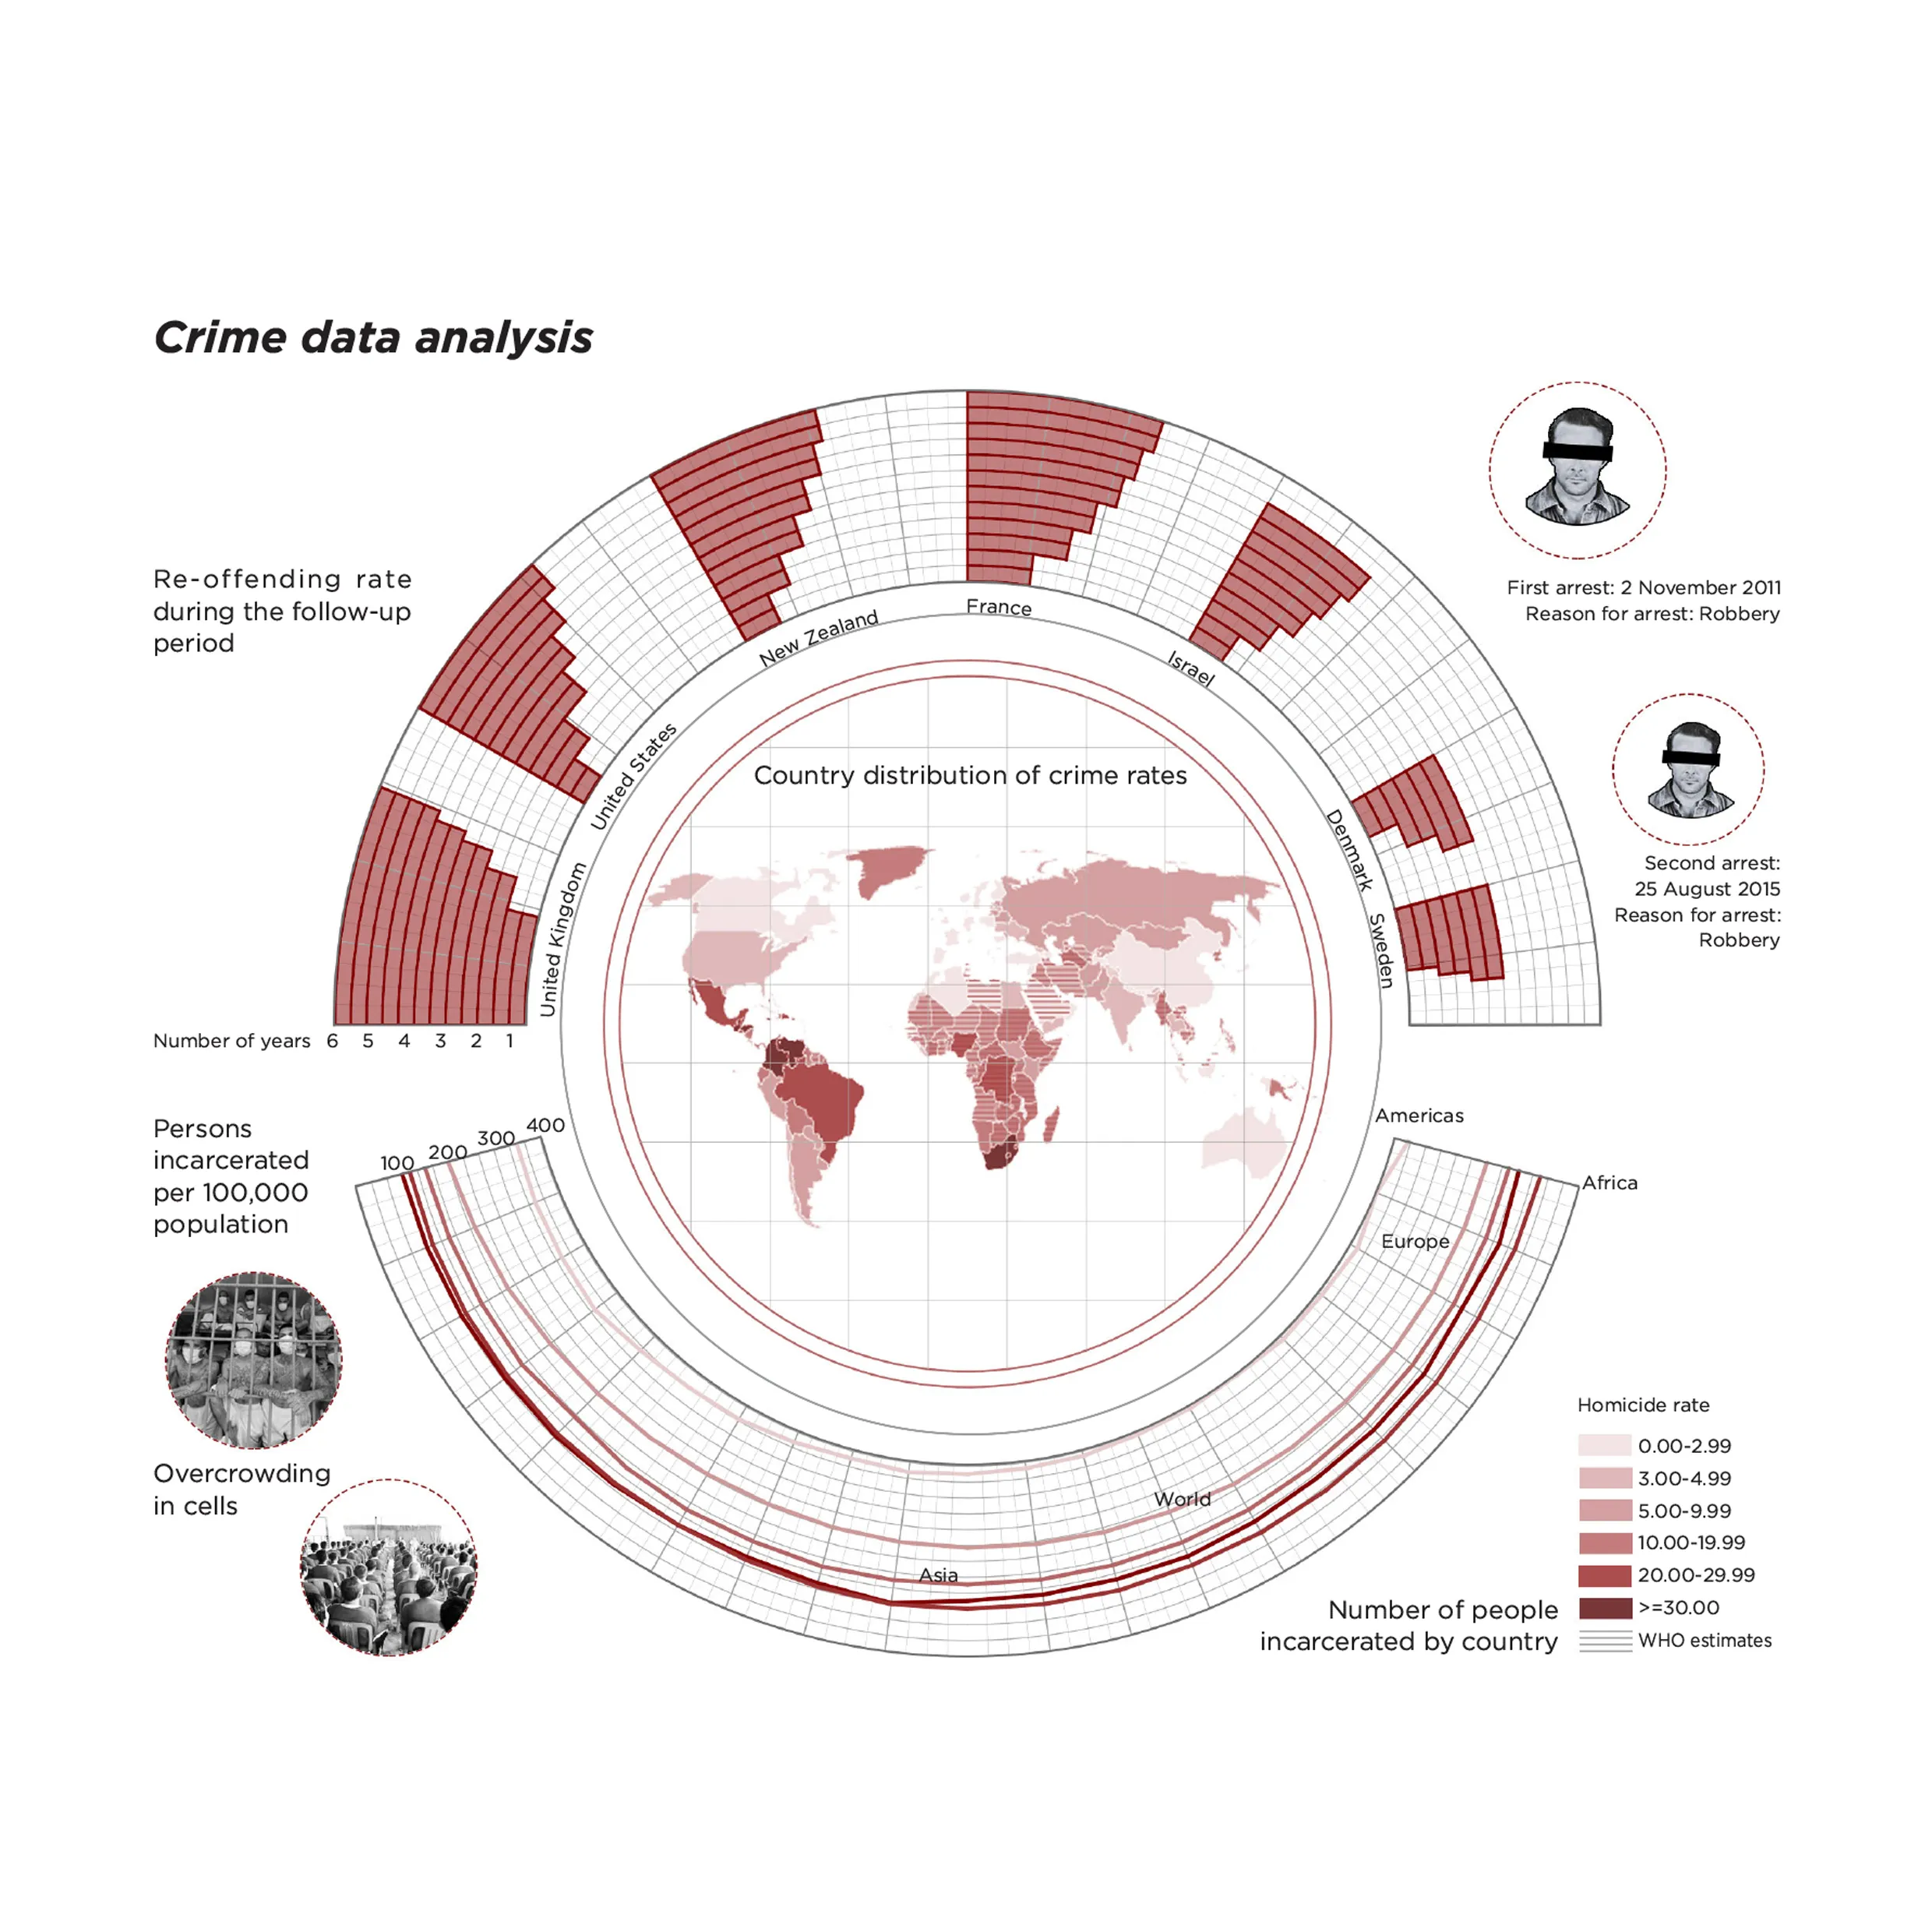 Crime data analysis
Re-offending rate
during the follow-up
period
United Kingdom
United States
New Zealand
France
Israel
Denmark
Sweden
Number of years 6 5 4 3 2 1
First arrest: 2 November 2011
Reason for arrest: Robbery
Second arrest:
25 August 2015
Reason for arrest:
Robbery
Country distribution of crime rates
Persons
incarcerated
per 100,000
population
100 200 300 400
Americas
Africa
Europe
World
Asia
Overcrowding
in cells
Number of people
incarcerated by country
Homicide rate
0.00-2.99
3.00-4.99
5.00-9.99
10.00-19.99
20.00-29.99
>=30.00
WHO estimates